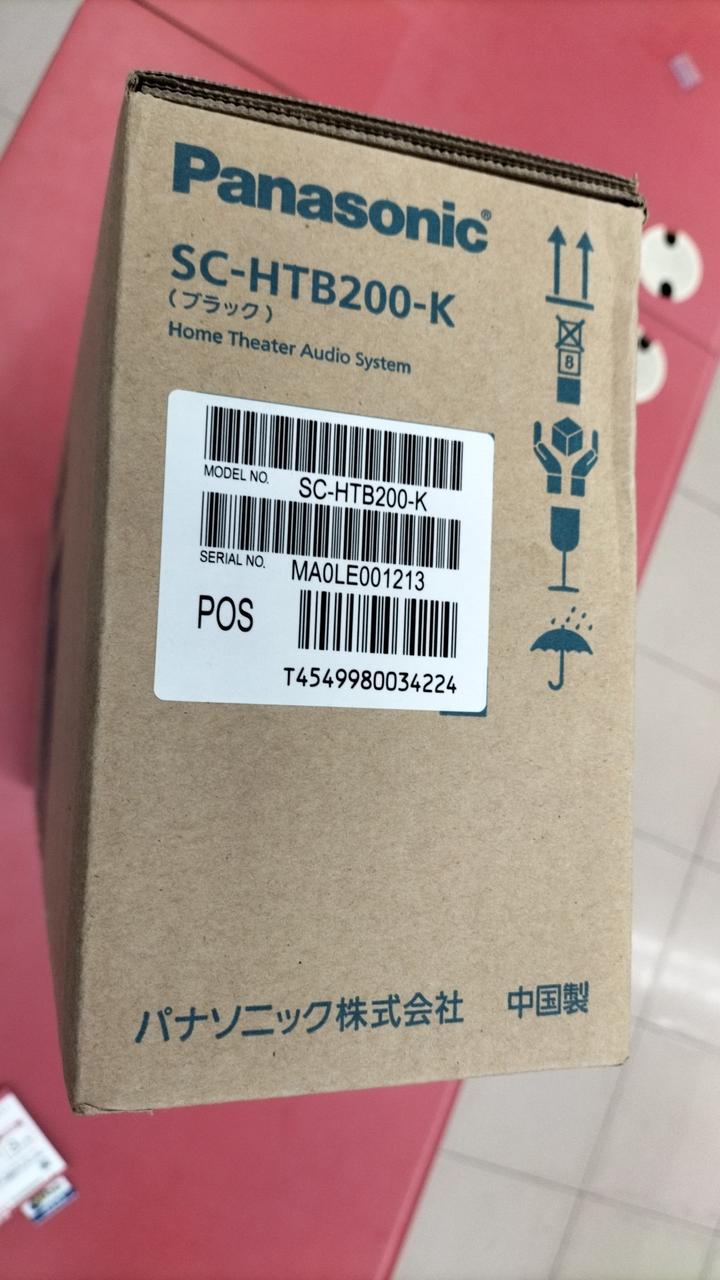 Panasonic®
SC-HTB200-K
(ブラック)
Home Theater Audio System
8
MODEL NO. SC-HTB200-K
SERIAL NO. MA0LE001213
POS
T4549980034224
パナソニック株式会社 中国製